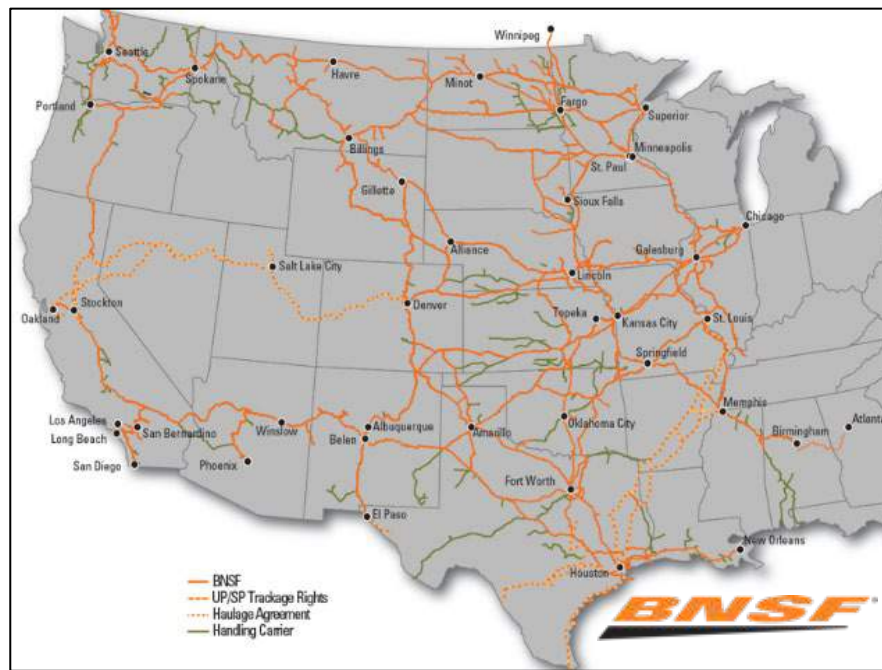 Winnipeg
Seattle
Spokane
Havre
Minot
Fargo
Superior
Portland
Billings
Minneapolis
St. Paul
Gillette
Sioux Falls
Chicago
Alliance
Galesburg
Salt Lake City
Lincoln
Oakland
Stockton
Denver
Topeka
Kansas City
St. Louis
Springfield
Memphis
Los Angeles
Long Beach
San Bernardino
Winslow
Albuquerque
Belen
Amarillo
Oklahoma City
Birmingham
Atlanta
San Diego
Phoenix
Fort Worth
El Paso
New Orleans
Houston
BNSF
UP/SP Trackage Rights
Haulage Agreement
Handling Carrier
BNSF